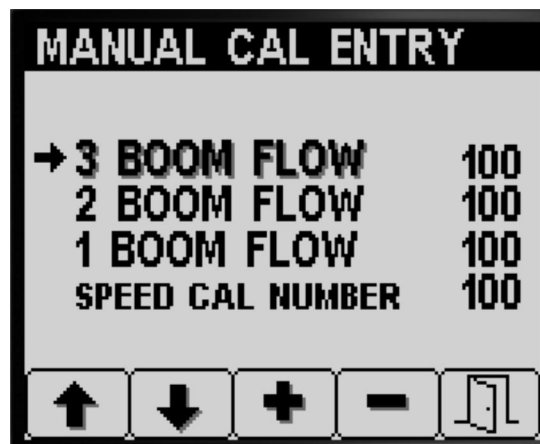 MANUAL CAL ENTRY
3 BOOM FLOW 100
2 BOOM FLOW 100
1 BOOM FLOW 100
SPEED CAL NUMBER 100